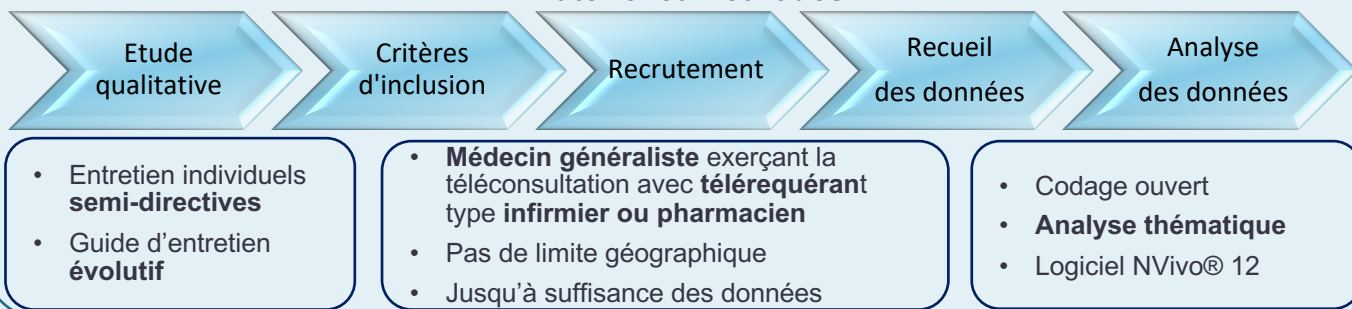 Etude
qualitative
Critères
d'inclusion
Recrutement
Recueil
des données
Analyse
des données
• Entretien individuels
semi-directives
• Guide d'entretien
évolutif
• Médecin généraliste exerçant la
téléconsultation avec télérequérant
type infirmier ou pharmacien
• Pas de limite géographique
• Jusqu'à suffisance des données
• Codage ouvert
• Analyse thématique
• Logiciel NVivo® 12